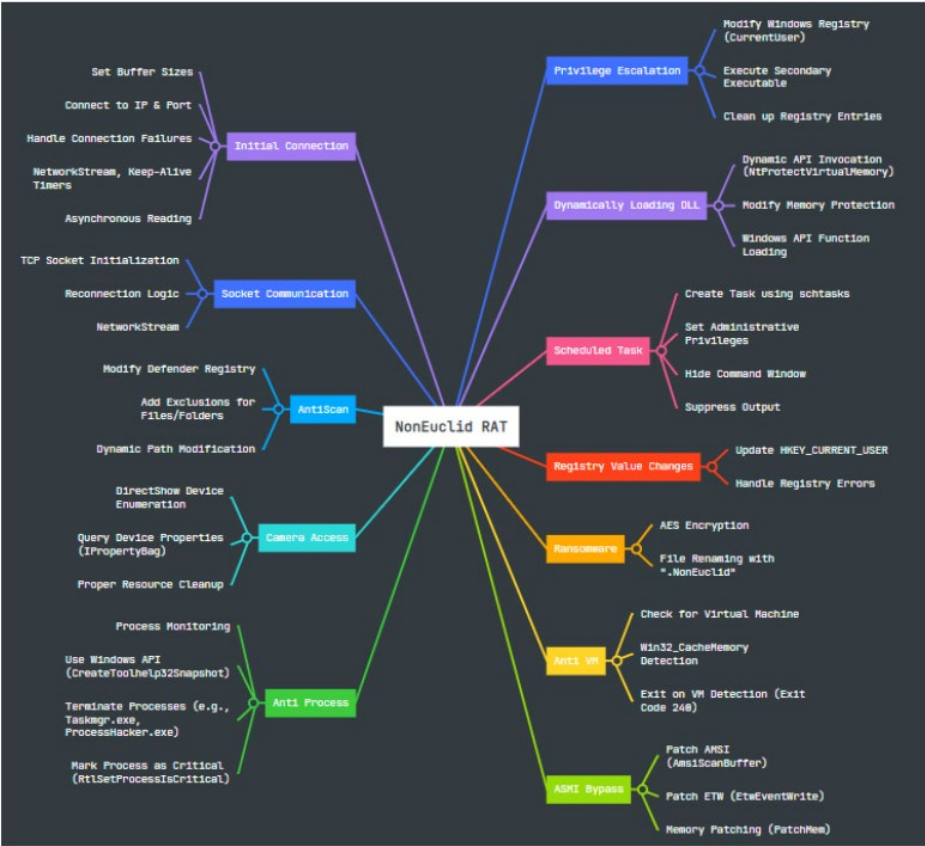 Initial Connection
Set Buffer Sizes
Connect to IP & Port
Handle Connection Failures
NetworkStream, Keep-Alive
Timers
Asynchronous Reading
Socket Communication
TCP Socket Initialization
Reconnection Logic
NetworkStream
AntiScan
Modify Defender Registry
Add Exclusions for
Files/Folders
Dynamic Path Modification
Camera Access
DirectShow Device
Enumeration
Query Device Properties
(IPropertyBag)
Proper Resource Cleanup
Anti Process
Process Monitoring
Use Windows API
(CreateToolhelp32Snapshot)
Terminate Processes (e.g.,
Taskmgr.exe,
ProcessHacker.exe)
Mark Process as Critical
(RtlSetProcessIsCritical)
NonEuclid RAT
Privilege Escalation
Modify Windows Registry
(CurrentUser)
Execute Secondary
Executable
Clean up Registry Entries
Dynamically Loading DLL
Dynamic API Invocation
(NtProtectVirtualMemory)
Modify Memory Protection
Windows API Function
Loading
Scheduled Task
Create Task using schtasks
Set Administrative
Privileges
Hide Command Window
Suppress Output
Registry Value Changes
Update HKEY_CURRENT_USER
Handle Registry Errors
Ransomware
AES Encryption
File Renaming with
".NonEuclid"
Anti VM
Check for Virtual Machine
Win32_CacheMemory
Detection
Exit on VM Detection (Exit
Code 240)
ASMI Bypass
Patch AMSI
(AmsiScanBuffer)
Patch ETW (EtwEventWrite)
Memory Patching (PatchMem)